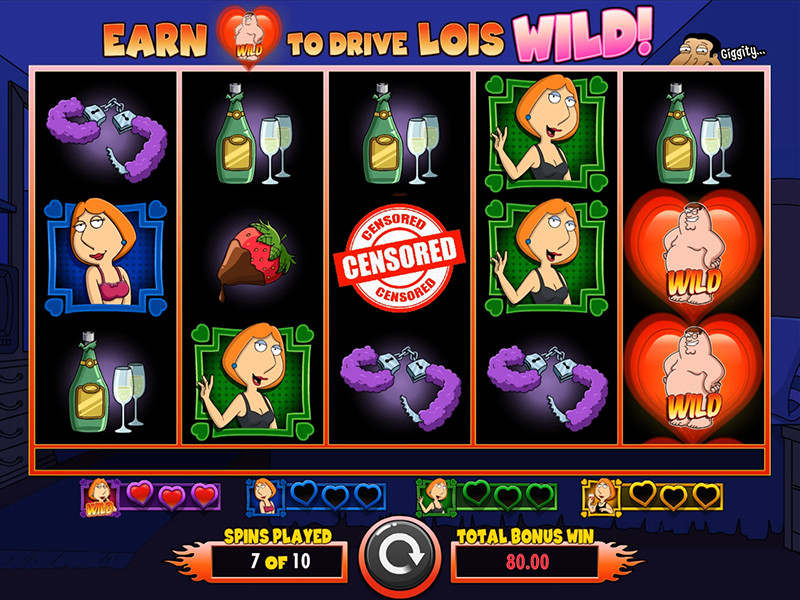 EARN WILD TO DRIVE LOIS WILD!
Giggity...
CENSORED
CENSORED
CENSORED
WILD
WILD
WILD
SPINS PLAYED
7 OF 10
TOTAL BONUS WIN
80.00